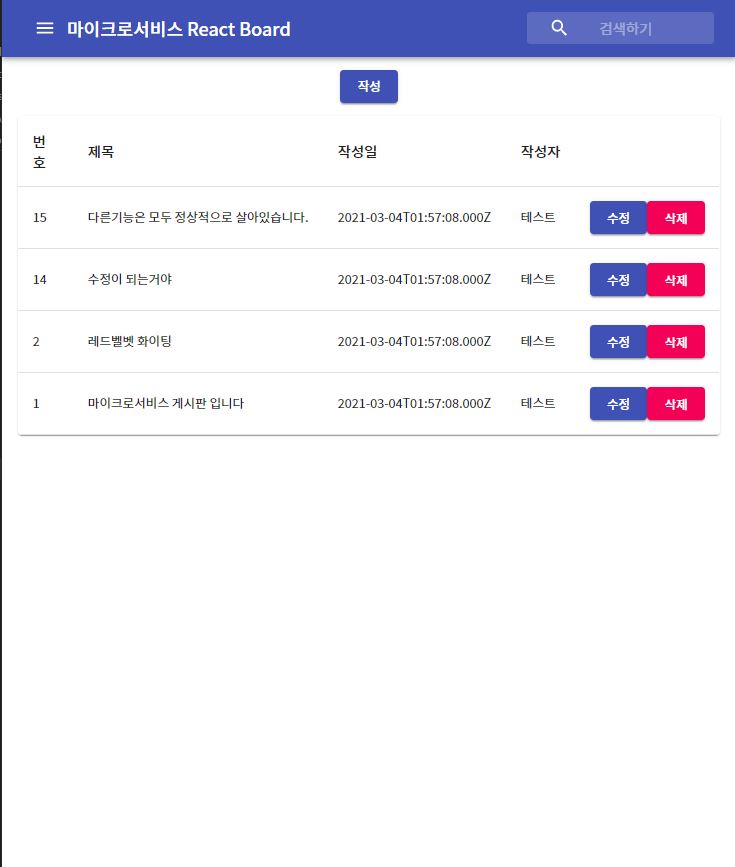 마이크로서비스 React Board
검색하기
작성
번호 제목 작성일 작성자
15 다른기능은 모두 정상적으로 살아있습니다. 2021-03-04T01:57:08.000Z 테스트 수정 삭제
14 수정이 되는거야 2021-03-04T01:57:08.000Z 테스트 수정 삭제
2 레드벨벳 화이팅 2021-03-04T01:57:08.000Z 테스트 수정 삭제
1 마이크로서비스 게시판 입니다 2021-03-04T01:57:08.000Z 테스트 수정 삭제